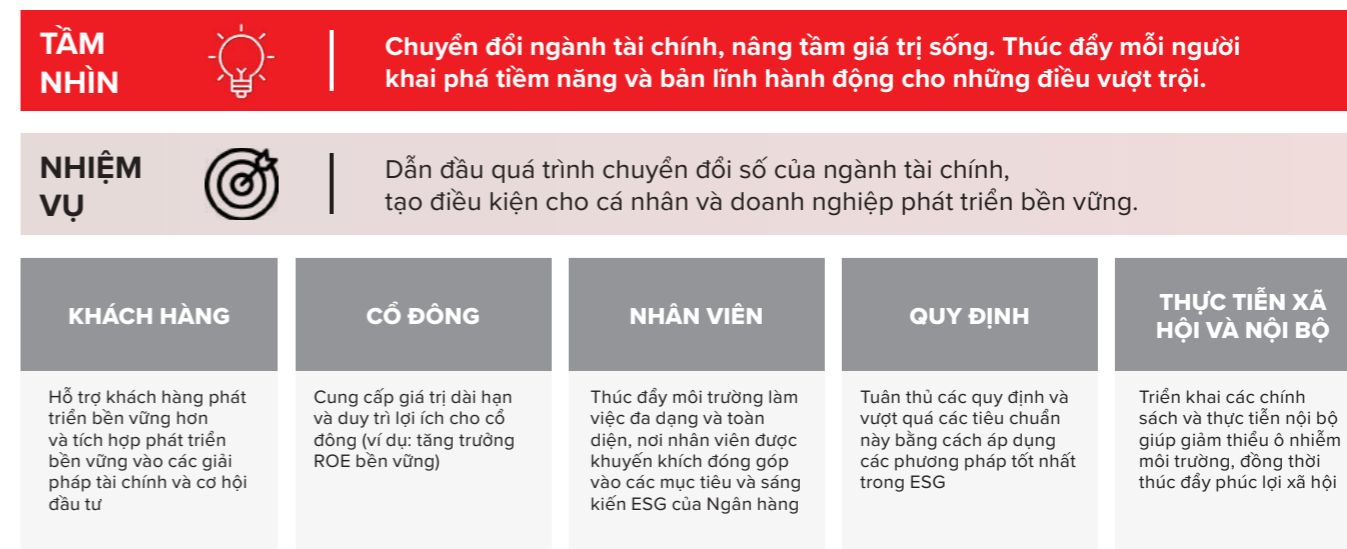 TẦM
NHÌN
Chuyển đổi ngành tài chính, nâng tầm giá trị sống. Thúc đẩy mỗi người
khai phá tiềm năng và bản lĩnh hành động cho những điều vượt trội.
NHIỆM
VỤ
Dẫn đầu quá trình chuyển đổi số của ngành tài chính,
tạo điều kiện cho cá nhân và doanh nghiệp phát triển bền vững.
KHÁCH HÀNG
Hỗ trợ khách hàng phát
triển bền vững hơn
và tích hợp phát triển
bền vững vào các giải
pháp tài chính và cơ hội
đầu tư
CỔ ĐÔNG
Cung cấp giá trị dài hạn
và duy trì lợi ích cho cổ
đông (ví dụ: tăng trưởng
ROE bền vững)
NHÂN VIÊN
Thúc đẩy môi trường làm
việc đa dạng và toàn
diện, nơi nhân viên được
khuyến khích đóng góp
vào các mục tiêu và sáng
kiến ESG của Ngân hàng
QUY ĐỊNH
Tuân thủ các quy định và
vượt quá các tiêu chuẩn
này bằng cách áp dụng
các phương pháp tốt nhất
trong ESG
THỰC TIỄN XÃ
HỘI VÀ NỘI BỘ
Triển khai các chính
sách và thực tiễn nội bộ
giúp giảm thiểu ô nhiễm
môi trường, đồng thời
thúc đẩy phúc lợi xã hội